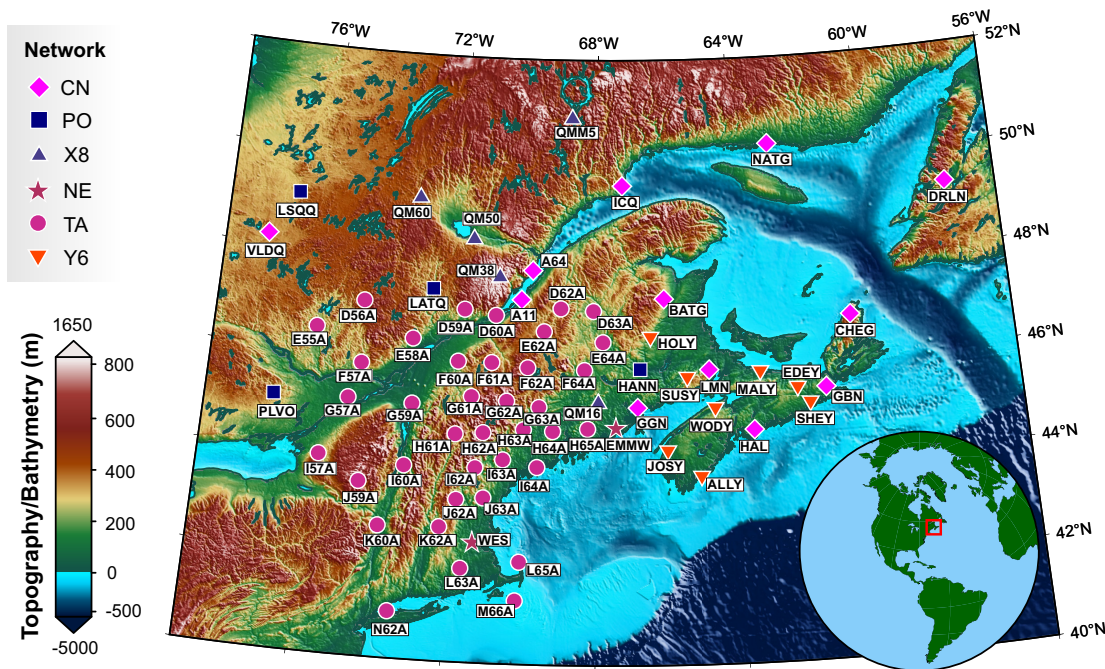 76°W
72°W
68°W
64°W
60°W
56°W
52°N
Network
CN
PO
X8
NE
TA
Y6
QMM5
50°N
NATG
LSQQ
QM60
ICQ
DRLN
QM50
VLDQ
48°N
A64
QM38
LATQ
D62A
D56A
D59A
A11
D60A
D63A
BATG
CHEG
46°N
E55A
E58A
E62A
E64A
HOLY
F57A
F60A
F61A
F62A
F64A
HANN
SUSY
LMN
MALY
EDEY
GBN
PLVO
G57A
G59A
G61A
G62A
G63A
QM16
GGN
WODY
SHEY
44°N
H61A
H62A
H63A
H64A
H65A
EMMW
HAL
I57A
I60A
I62A
I63A
I64A
JOSY
ALLY
J59A
J62A
J63A
K60A
K62A
WES
42°N
L63A
L65A
M66A
N62A
40°N
Topography/Bathymetry (m)
1650
800
600
400
200
0
-500
-5000